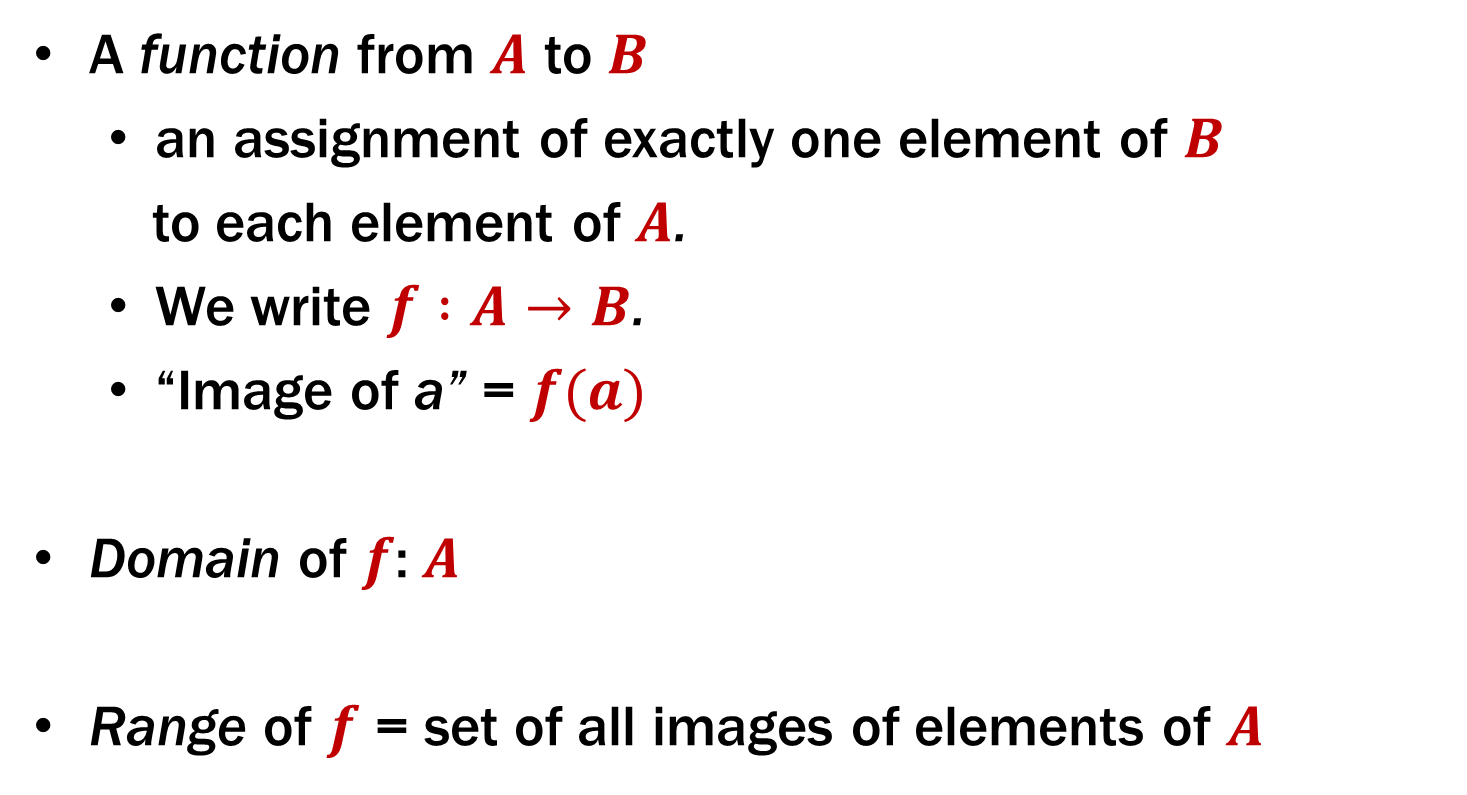 • A function from A to B
• an assignment of exactly one element of B
to each element of A.
• We write f : A → B.
• “Image of a” = f(a)
• Domain of f: A
• Range of f = set of all images of elements of A